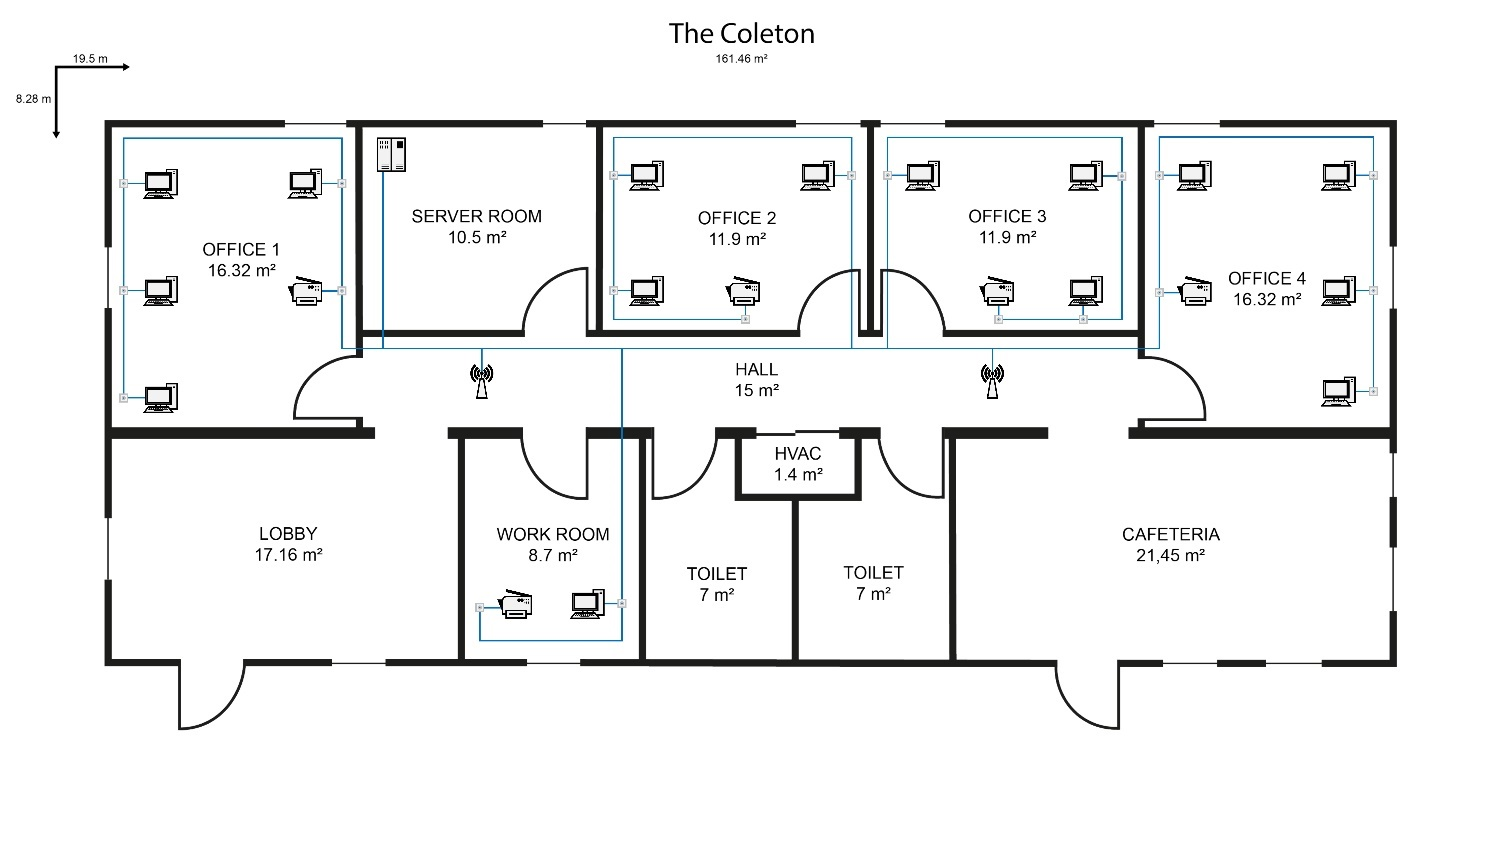 The Coleton
161.46 m²
19.5 m
8.28 m
OFFICE 1
16.32 m²
SERVER ROOM
10.5 m²
OFFICE 2
11.9 m²
OFFICE 3
11.9 m²
OFFICE 4
16.32 m²
HALL
15 m²
HVAC
1.4 m²
LOBBY
17.16 m²
WORK ROOM
8.7 m²
TOILET
7 m²
TOILET
7 m²
CAFETERIA
21,45 m²